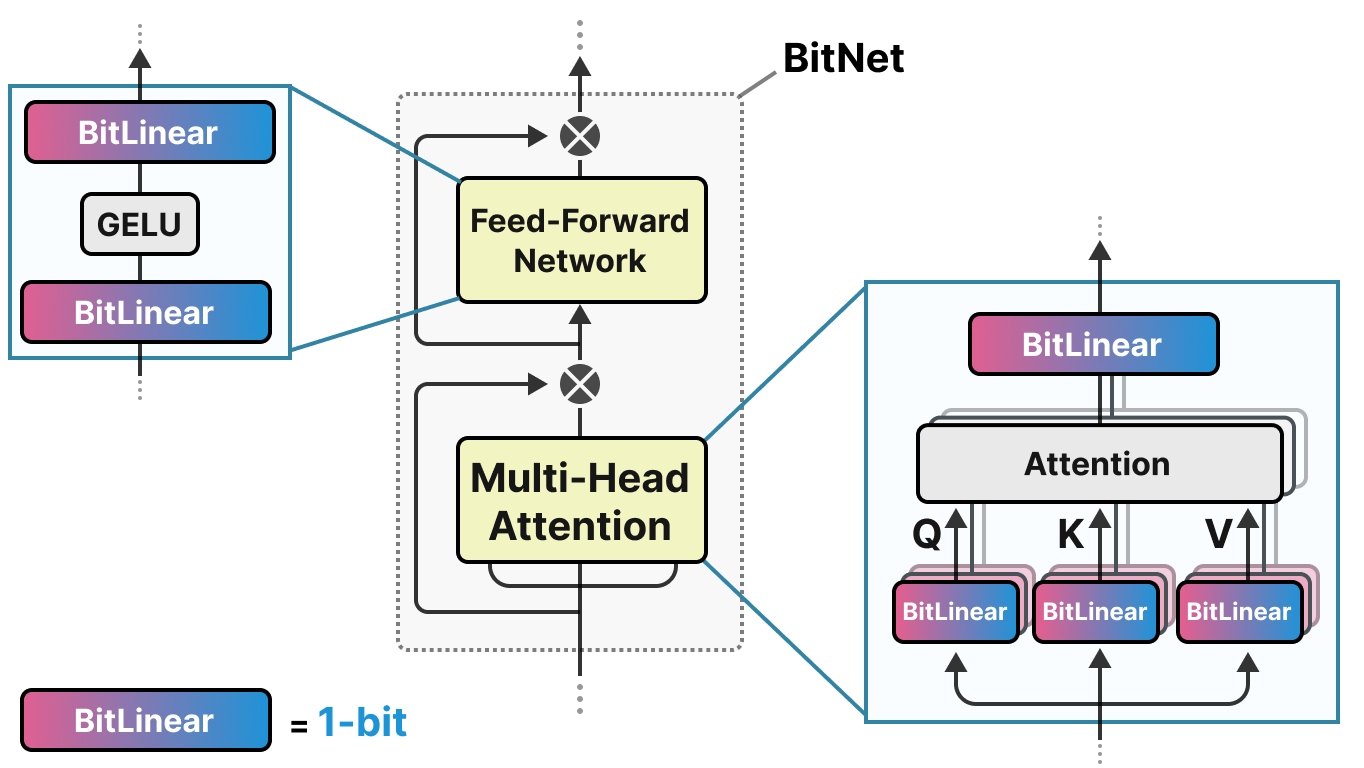 BitNet
BitLinear
GELU
BitLinear
Feed-Forward
Network
Multi-Head
Attention
BitLinear
Attention
Q K V
BitLinear BitLinear BitLinear
BitLinear = 1-bit